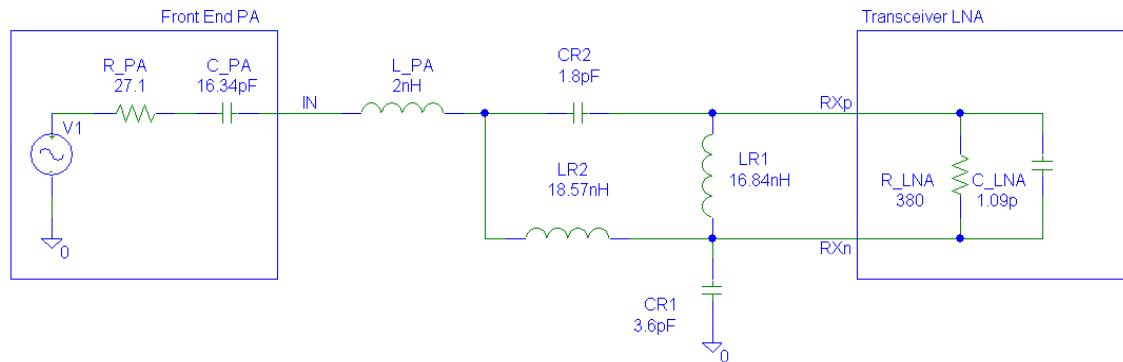 Front End PA
Transceiver LNA
R_PA
27.1
C_PA
16.34pF
V1
0
IN
L_PA
2nH
CR2
1.8pF
LR2
18.57nH
LR1
16.84nH
CR1
3.6pF
0
RXp
RXn
R_LNA
380
C_LNA
1.09p